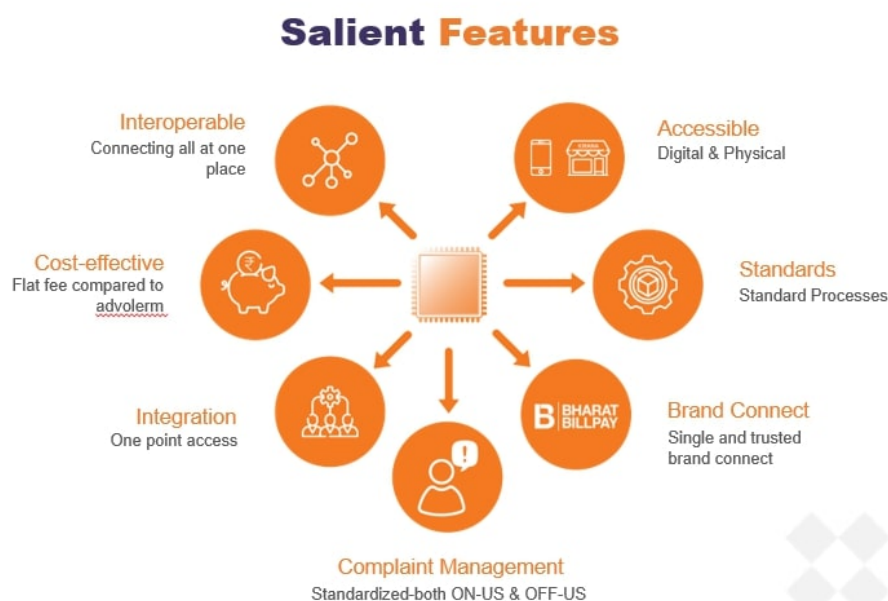 Salient Features
Interoperable
Connecting all at one
place
Accessible
Digital & Physical
Cost-effective
Flat fee compared to
advolerm
Standards
Standard Processes
Integration
One point access
B BHARAT
BILLPAY
Brand Connect
Single and trusted
brand connect
Complaint Management
Standardized-both ON-US & OFF-US